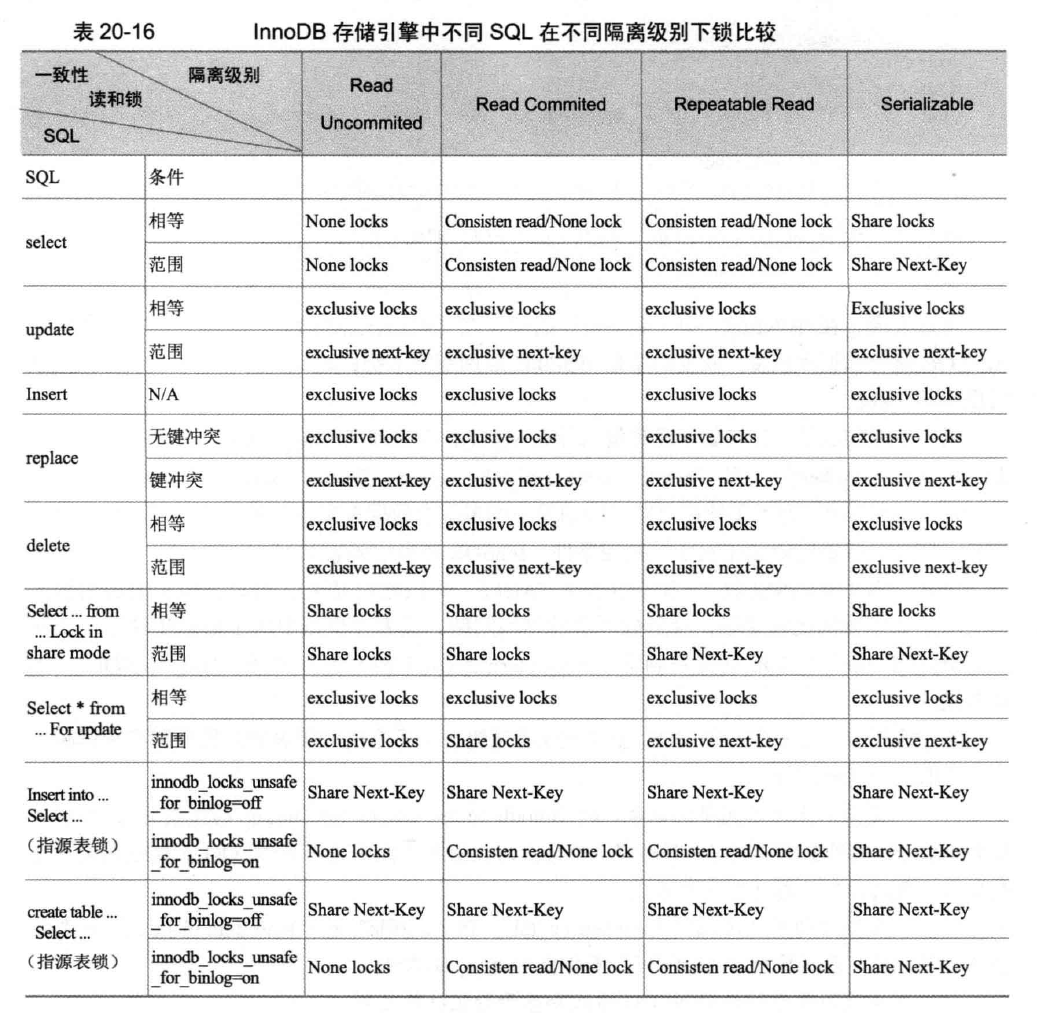 表 20-16 InnoDB 存储引擎中不同 SQL 在不同隔离级别下锁比较
一致性 隔离级别
读和锁
SQL
Read
Uncommited
Read Commited
Repeatable Read
Serializable
SQL 条件
select
相等 None locks Consisten read/None lock Consisten read/None lock Share locks
范围 None locks Consisten read/None lock Consisten read/None lock Share Next-Key
update
相等 exclusive locks exclusive locks exclusive locks Exclusive locks
范围 exclusive next-key exclusive next-key exclusive next-key exclusive next-key
Insert N/A exclusive locks exclusive locks exclusive locks exclusive locks
replace
无键冲突 exclusive locks exclusive locks exclusive locks exclusive locks
键冲突 exclusive next-key exclusive next-key exclusive next-key exclusive next-key
delete
相等 exclusive locks exclusive locks exclusive locks exclusive locks
范围 exclusive next-key exclusive next-key exclusive next-key exclusive next-key
Select ... from
... Lock in
share mode
相等 Share locks Share locks Share locks Share locks
范围 Share locks Share locks Share Next-Key Share Next-Key
Select * from
... For update
相等 exclusive locks exclusive locks exclusive locks exclusive locks
范围 exclusive locks Share locks exclusive next-key exclusive next-key
Insert into ...
Select ...
（指源表锁）
innodb_locks_unsafe
_for_binlog=off
Share Next-Key Share Next-Key Share Next-Key Share Next-Key
innodb_locks_unsafe
_for_binlog=on
None locks Consisten read/None lock Consisten read/None lock Share Next-Key
create table ...
Select ...
（指源表锁）
innodb_locks_unsafe
_for_binlog=off
Share Next-Key Share Next-Key Share Next-Key Share Next-Key
innodb_locks_unsafe
_for_binlog=on
None locks Consisten read/None lock Consisten read/None lock Share Next-Key